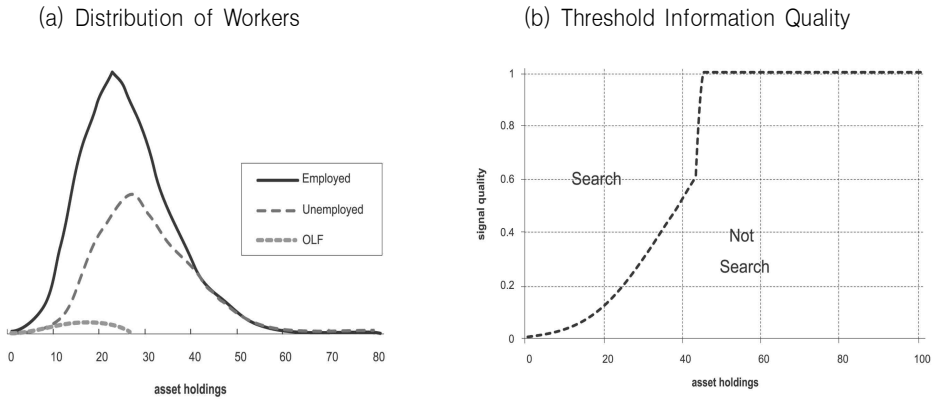 (a) Distribution of Workers
Employed
Unemployed
OLF
0 10 20 30 40 50 60 70 80
asset holdings
(b) Threshold Information Quality
1
0.8
0.6
0.4
0.2
0
signal quality
Search
Not
Search
0 20 40 60 80 100
asset holdings